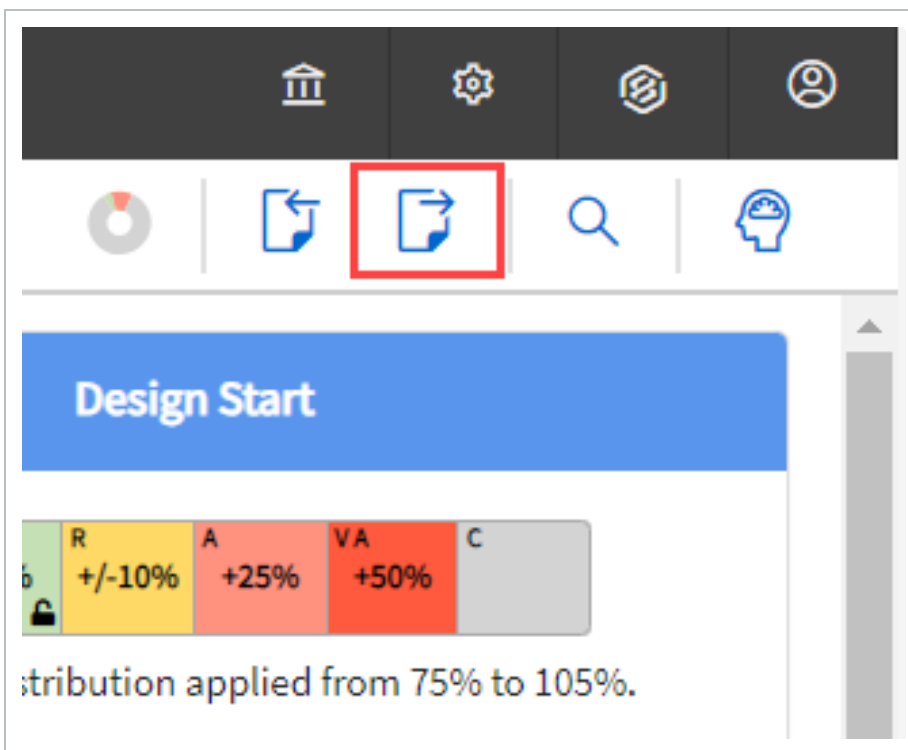 Design Start
R A VA C
% +/-10% +25% +50%
stribution applied from 75% to 105%.